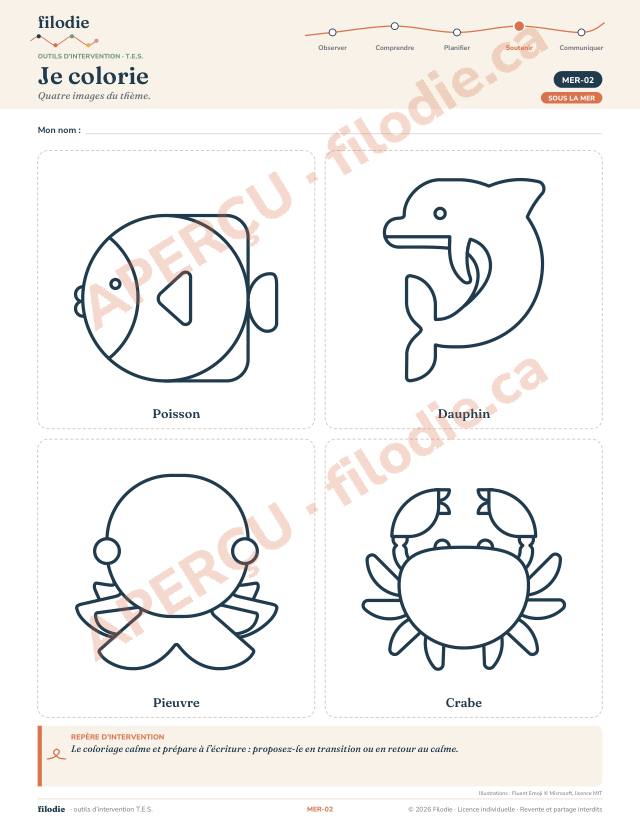 filodie
OUTILS D'INTERVENTION · T.E.S.
Je colorie
Quatre images du thème.
Observer
Comprendre
Planifier
Soutenir
Communiquer
MER-02
SOUS LA MER
Mon nom :
APERÇU · filodie.ca
Poisson
Dauphin
APERÇU · filodie.ca
Pieuvre
Crabe
REPÈRE D'INTERVENTION
Le coloriage calme et prépare à l'écriture : proposez-le en transition ou en retour au calme.
Illustrations : Fluent Emoji © Microsoft, licence MIT
filodie · outils d'intervention T.E.S.
MER-02
© 2026 Filodie · Licence individuelle · Revente et partage interdits